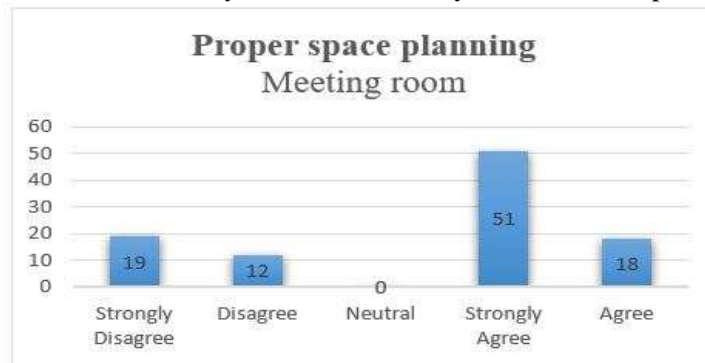 Proper space planning
Meeting room
60
50
40
30
20
10
0
19
12
0
51
18
Strongly
Disagree
Disagree
Neutral
Strongly
Agree
Agree